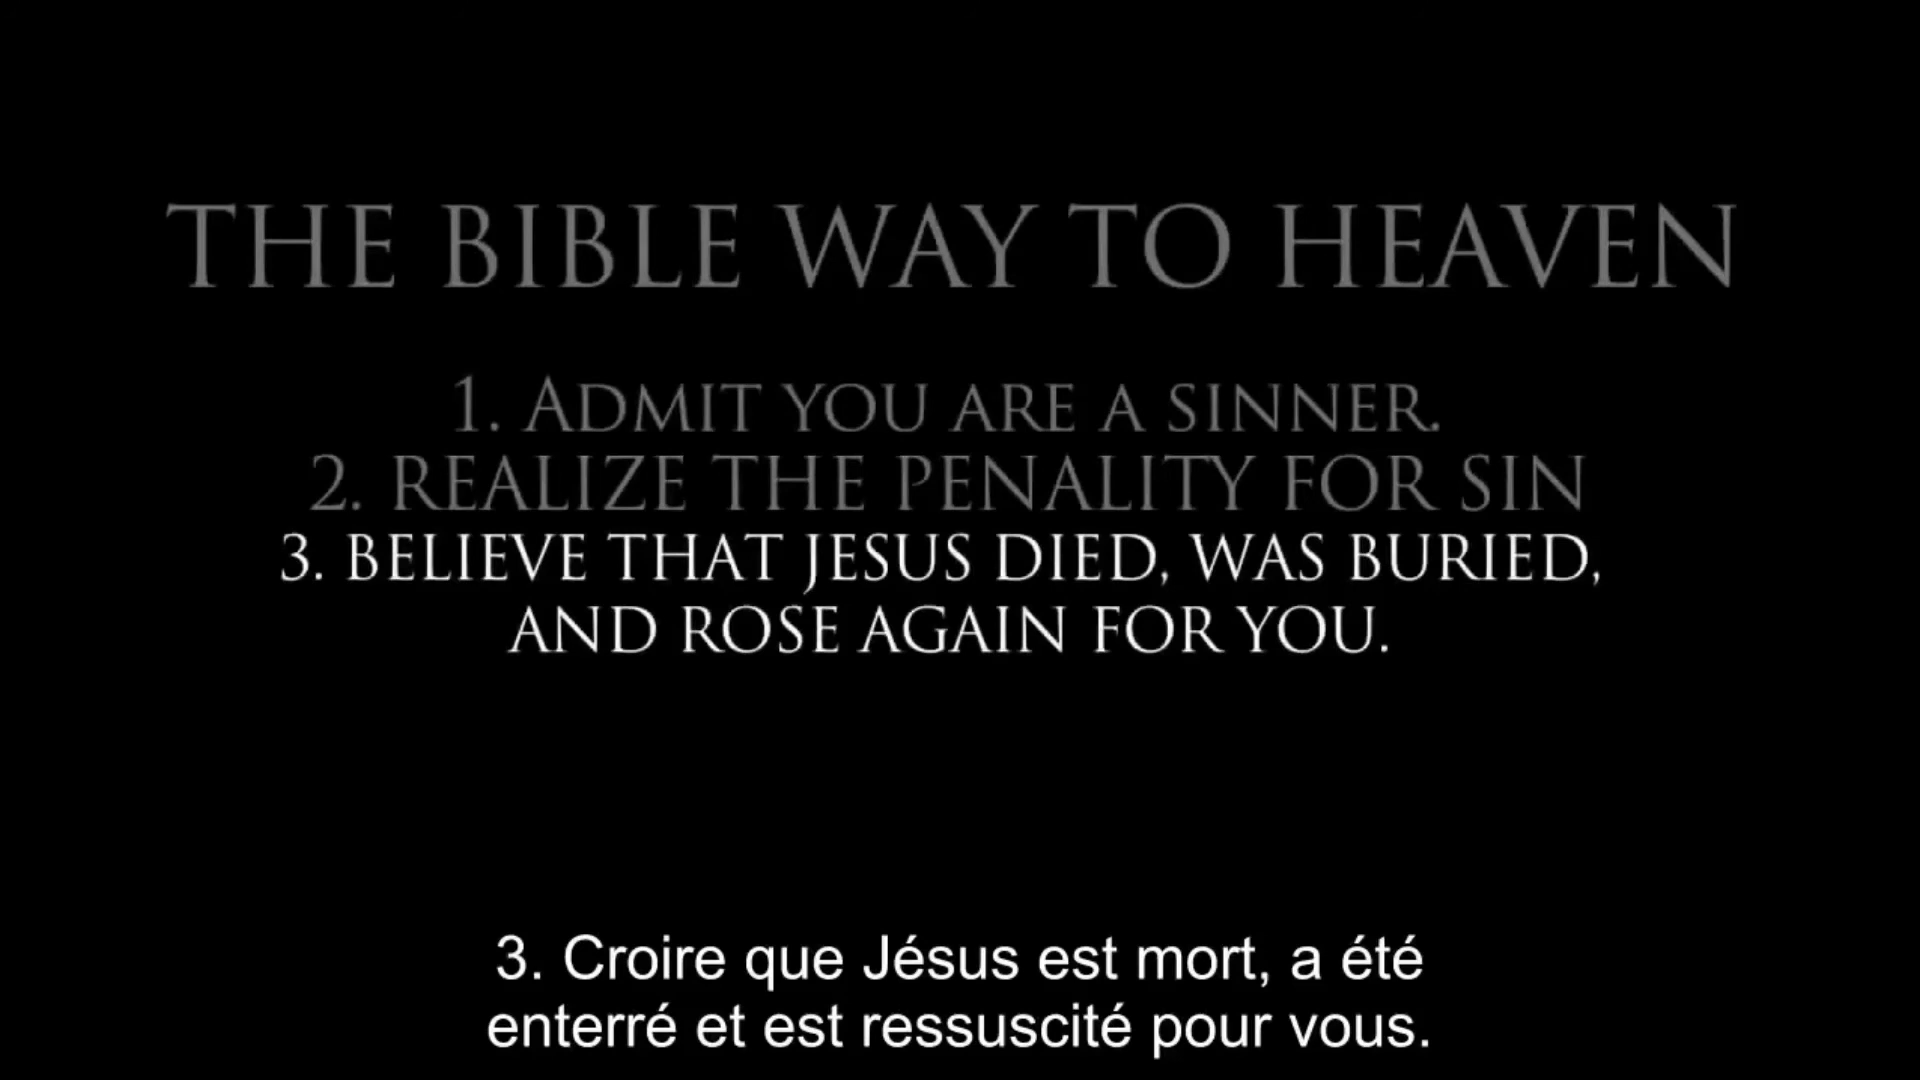 THE BIBLE WAY TO HEAVEN
1. ADMIT YOU ARE A SINNER.
2. REALIZE THE PENALITY FOR SIN
3. BELIEVE THAT JESUS DIED, WAS BURIED,
AND ROSE AGAIN FOR YOU.
3. Croire que Jésus est mort, a été
enterré et est ressuscité pour vous.